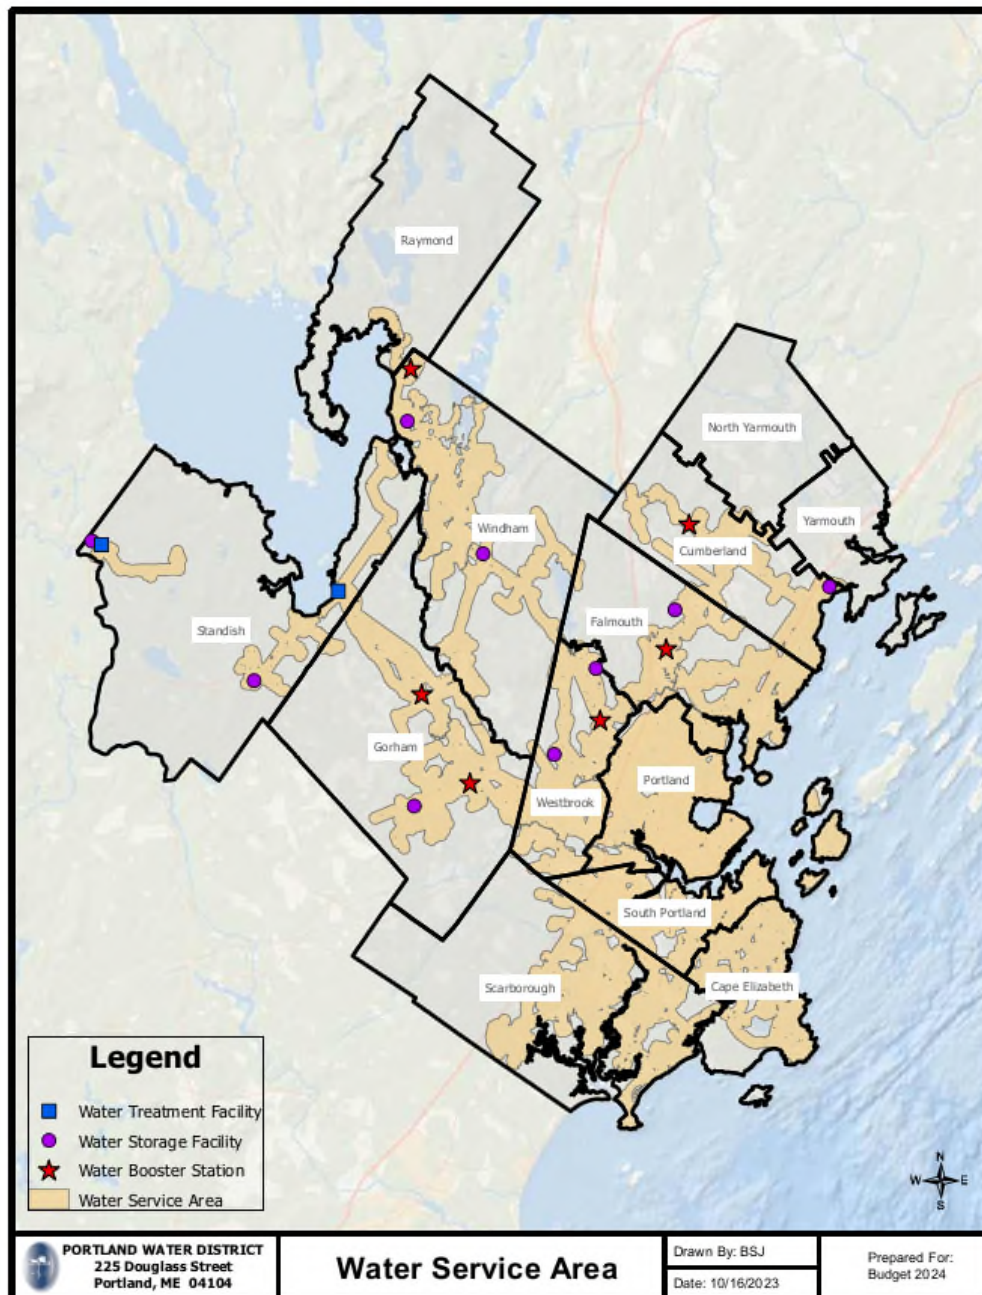 Raymond
North Yarmouth
Yarmouth
Windham
Cumberland
Falmouth
Standish
Gorham
Portland
Westbrook
South Portland
Scarborough
Cape Elizabeth
Legend
Water Treatment Facility
Water Storage Facility
Water Booster Station
Water Service Area
N
W E
S
PORTLAND WATER DISTRICT
225 Douglass Street
Portland, ME 04104
Water Service Area
Drawn By: BSJ
Date: 10/16/2023
Prepared For:
Budget 2024